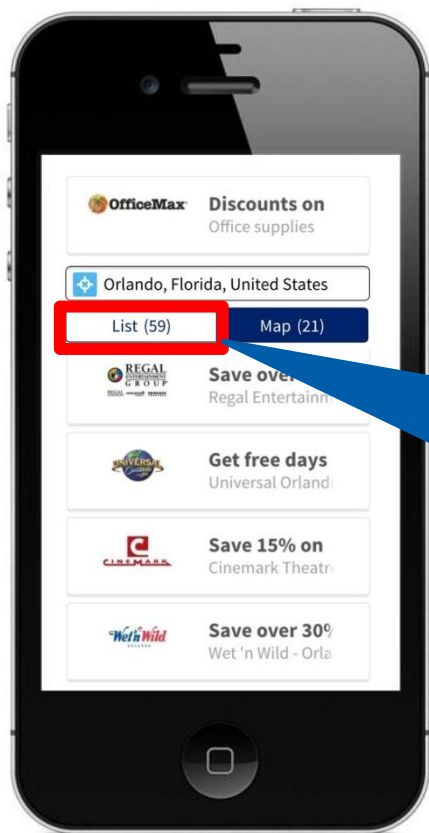 OfficeMax
Discounts on
Office supplies
Orlando, Florida, United States
List (59)
Map (21)
REGAL
ENTERTAINMENT
GROUP
Save over
Regal Entertainm
UNIVERSAL
Orlando
Get free days
Universal Orland
CINEMARK
Save 15% on
Cinemark Theatr
Wet'n Wild
ORLANDO
Save over 30%
Wet 'n Wild - Orla